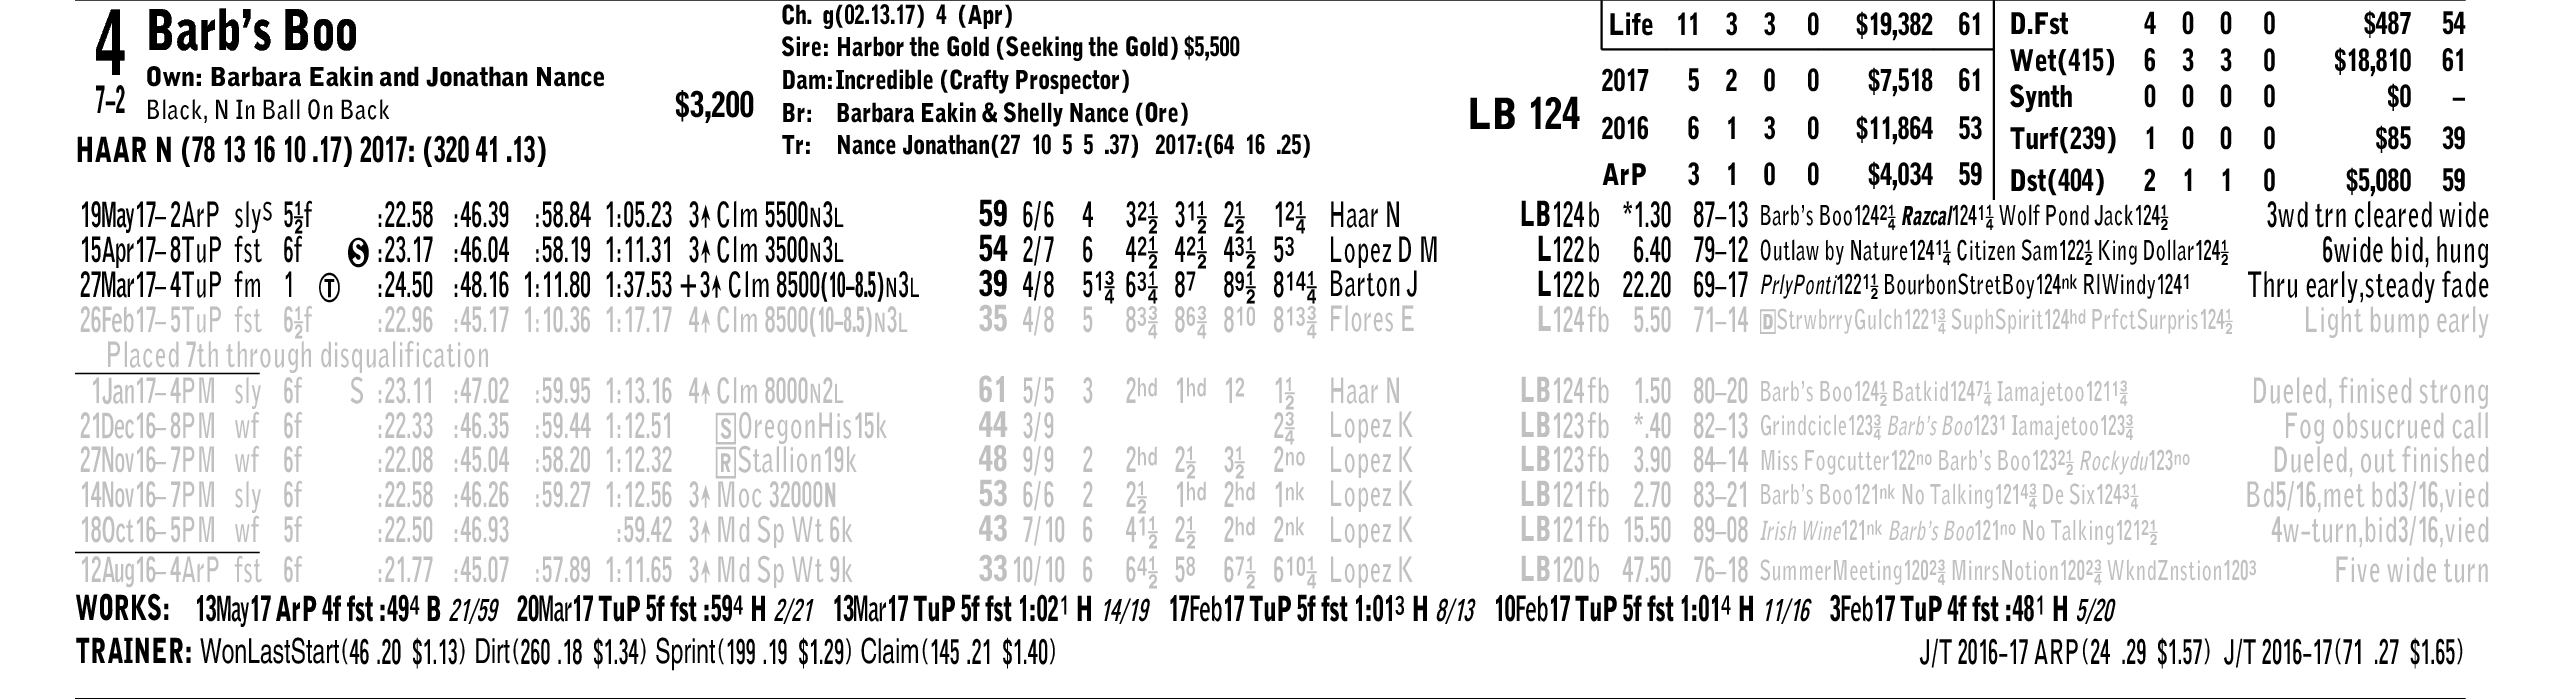 4 Barb's Boo
7–2
Own: Barbara Eakin and Jonathan Nance
Black, N In Ball On Back
$3,200
HAAR N (78 13 16 10 .17) 2017: (320 41 .13)
Ch. g(02.13.17) 4 (Apr)
Sire: Harbor the Gold (Seeking the Gold) $5,500
Dam: Incredible (Crafty Prospector)
Br: Barbara Eakin & Shelly Nance (Ore)
Tr: Nance Jonathan(27 10 5 5 .37) 2017:(64 16 .25)
LB 124
Life 11 3 3 0 $19,382 61
2017 5 2 0 0 $7,518 61
2016 6 1 3 0 $11,864 53
ArP 3 1 0 0 $4,034 59
D.Fst 4 0 0 0 $487 54
Wet(415) 6 3 3 0 $18,810 61
Synth 0 0 0 0 $0 –
Turf(239) 1 0 0 0 $85 39
Dst(404) 2 1 1 0 $5,080 59
19May17–2ArP slyS 5½f :22.58 :46.39 :58.84 1:05.23 3↑ Clm 5500N3L 59 6/6 4 32½ 31½ 2½ 12¼ Haar N LB124b *1.30 87–13 Barb's Boo1242¼ Razcal1241¼ Wolf Pond Jack124½ 3wd trn cleared wide
15Apr17–8TuP fst 6f S :23.17 :46.04 :58.19 1:11.31 3↑ Clm 3500N3L 54 2/7 6 42½ 42½ 43½ 53 Lopez D M L122b 6.40 79–12 Outlaw by Nature1241¼ Citizen Sam122½ King Dollar124½ 6wide bid, hung
27Mar17–4TuP fm 1 T :24.50 :48.16 1:11.80 1:37.53 +3↑ Clm 8500(10–8.5)N3L 39 4/8 51¾ 63¼ 87 89½ 814¼ Barton J L122b 22.20 69–17 PrlyPonti1221½ BourbonStretBoy124nk RlWindy1241 Thru early,steady fade
26Feb17–5TuP fst 6½f :22.96 :45.17 1:10.36 1:17.17 4↑ Clm 8500(10–8.5)N3L 35 4/8 5 83¾ 86¾ 810 813¾ Flores E L124fb 5.50 71–14 DStrwbrryGulch1221¾ SuphSpirit124hd PrfctSurpris124½ Light bump early
Placed 7th through disqualification
1Jan17–4PM sly 6f S :23.11 :47.02 :59.95 1:13.16 4↑ Clm 8000N2L 61 5/5 3 2hd 1hd 12 1½ Haar N LB124fb 1.50 80–20 Barb's Boo124½ Batkid1247¼ Iamajetoo1211¾ Dueled, finised strong
21Dec16–8PM wf 6f :22.33 :46.35 :59.44 1:12.51 SOregonHis15k 44 3/9 2¾ Lopez K LB123fb *.40 82–13 Grindcicle123¾ Barb's Boo1231 Iamajetoo123¾ Fog obsucrued call
27Nov16–7PM wf 6f :22.08 :45.04 :58.20 1:12.32 RStallion19k 48 9/9 2 2hd 2½ 3½ 2no Lopez K LB123fb 3.90 84–14 Miss Fogcutter122no Barb's Boo1232½ Rockydu123no Dueled, out finished
14Nov16–7PM sly 6f :22.58 :46.26 :59.27 1:12.56 3↑ Moc 32000N 53 6/6 2 2½ 1hd 2hd 1nk Lopez K LB121fb 2.70 83–21 Barb's Boo121nk No Talking1214¾ De Six1243¼ Bd5/16,met bd3/16,vied
18Oct16–5PM wf 5f :22.50 :46.93 :59.42 3↑ Md Sp Wt 6k 43 7/10 6 41½ 2½ 2hd 2nk Lopez K LB121fb 15.50 89–08 Irish Wine121nk Barb's Boo121no No Talking1212½ 4w–turn,bid3/16,vied
12Aug16–4ArP fst 6f :21.77 :45.07 :57.89 1:11.65 3↑ Md Sp Wt 9k 33 10/10 6 64½ 58 67½ 610¼ Lopez K LB120b 47.50 76–18 SummerMeeting1202¾ MinrsNotion1202¾ WkndZnstion1203 Five wide turn
WORKS: 13May17 ArP 4f fst :494 B 21/59 20Mar17 TuP 5f fst :594 H 2/21 13Mar17 TuP 5f fst 1:021 H 14/19 17Feb17 TuP 5f fst 1:013 H 8/13 10Feb17 TuP 5f fst 1:014 H 11/16 3Feb17 TuP 4f fst :481 H 5/20
TRAINER: WonLastStart(46 .20 $1.13) Dirt(260 .18 $1.34) Sprint(199 .19 $1.29) Claim(145 .21 $1.40) J/T 2016–17 ARP(24 .29 $1.57) J/T 2016–17(71 .27 $1.65)